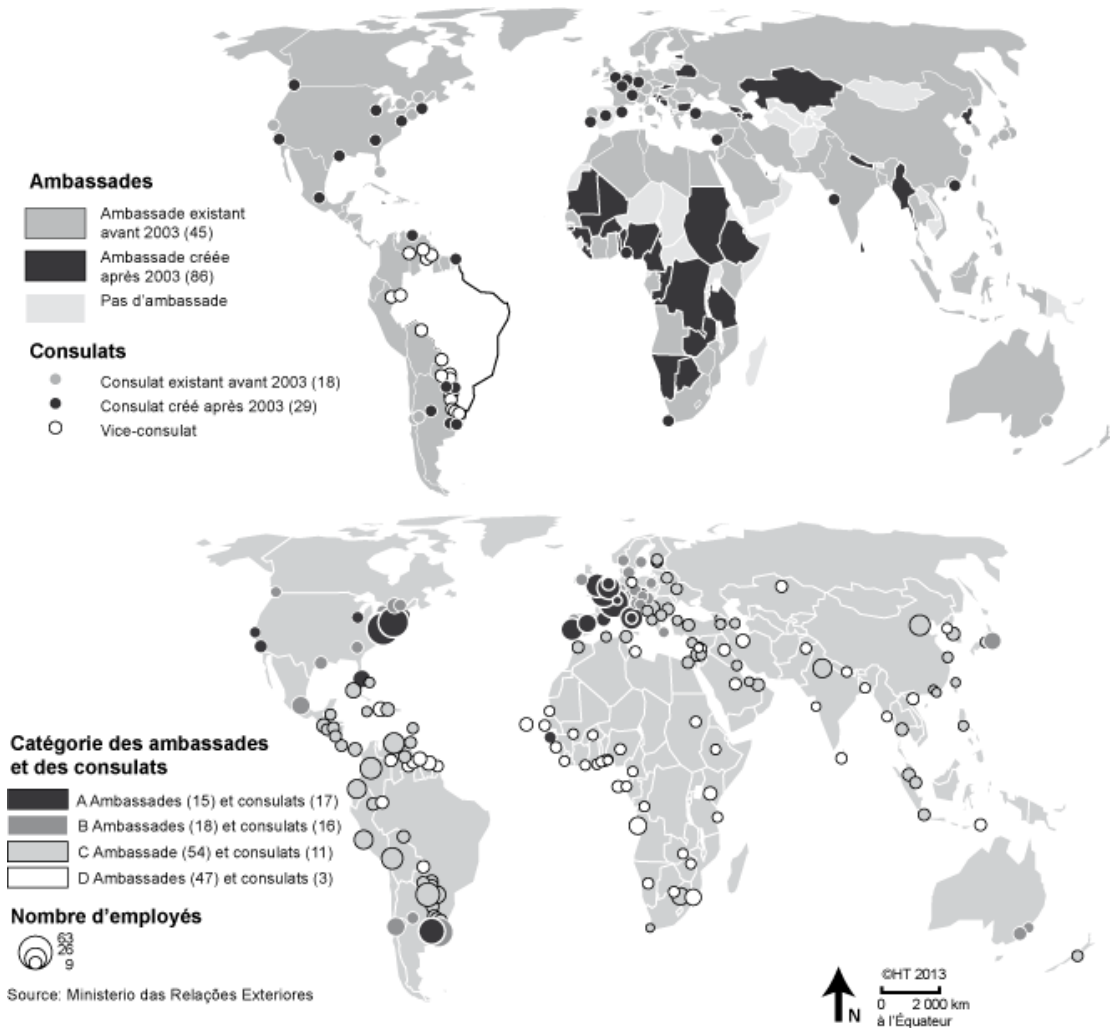 Ambassades
Ambassade existant
avant 2003 (45)
Ambassade créée
après 2003 (86)
Pas d'ambassade
Consulats
Consulat existant avant 2003 (18)
Consulat créé après 2003 (29)
Vice-consulat
Catégorie des ambassades
et des consulats
A Ambassades (15) et consulats (17)
B Ambassades (18) et consulats (16)
C Ambassade (54) et consulats (11)
D Ambassades (47) et consulats (3)
Nombre d'employés
63
26
9
Source: Ministerio das Relações Exteriores
N
©HT 2013
0 2 000 km
à l'Équateur